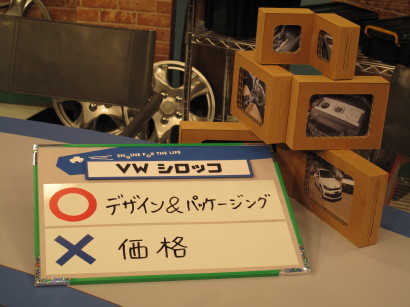 ENGINE FOR THE LIFE
VW シロッコ
○ デザイン&パッケージング
× 価格